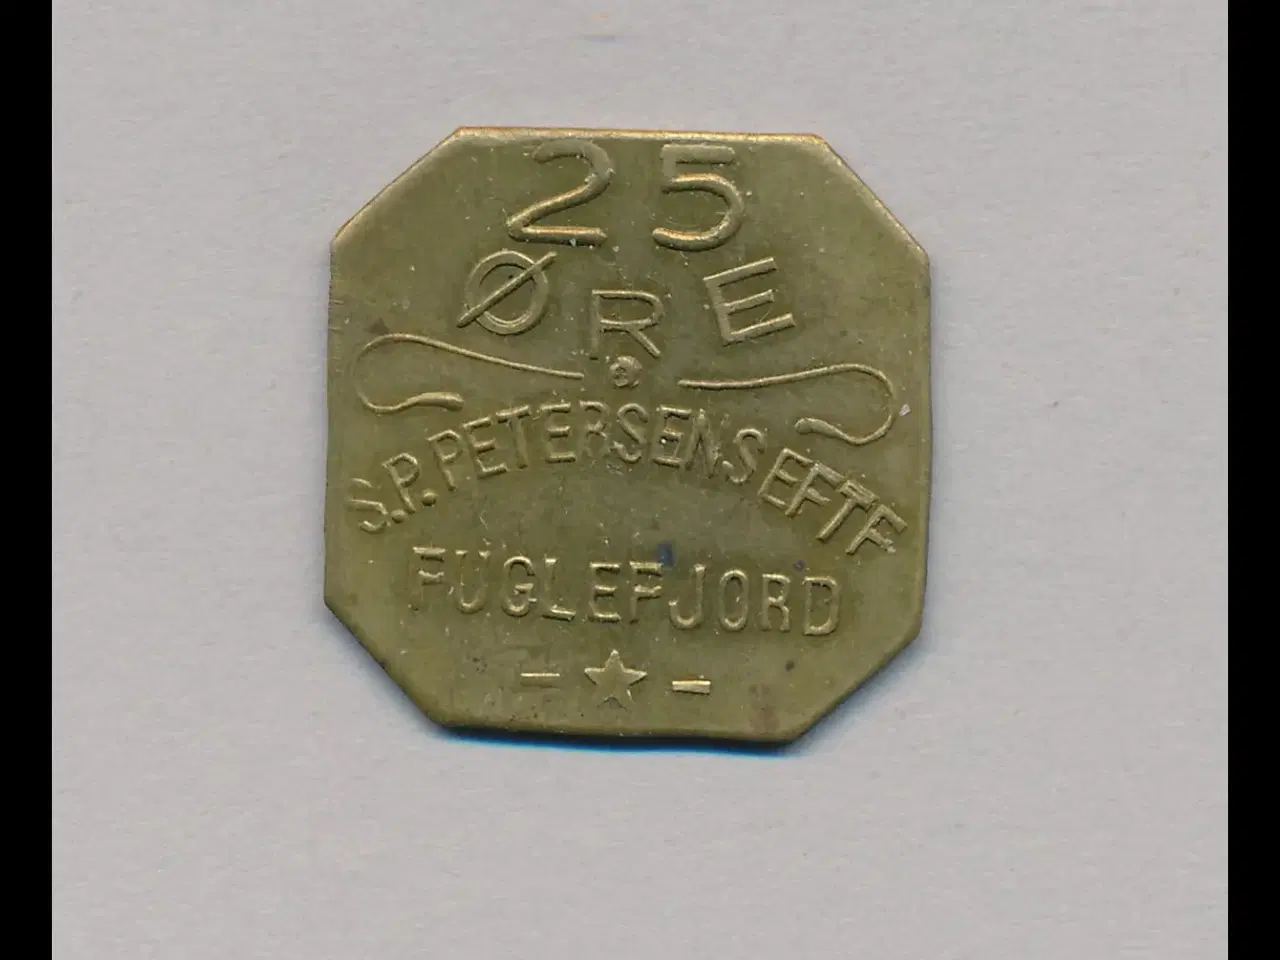 25
ØRE
S.P. PETERSENS EFTF
FUGLEFJORD